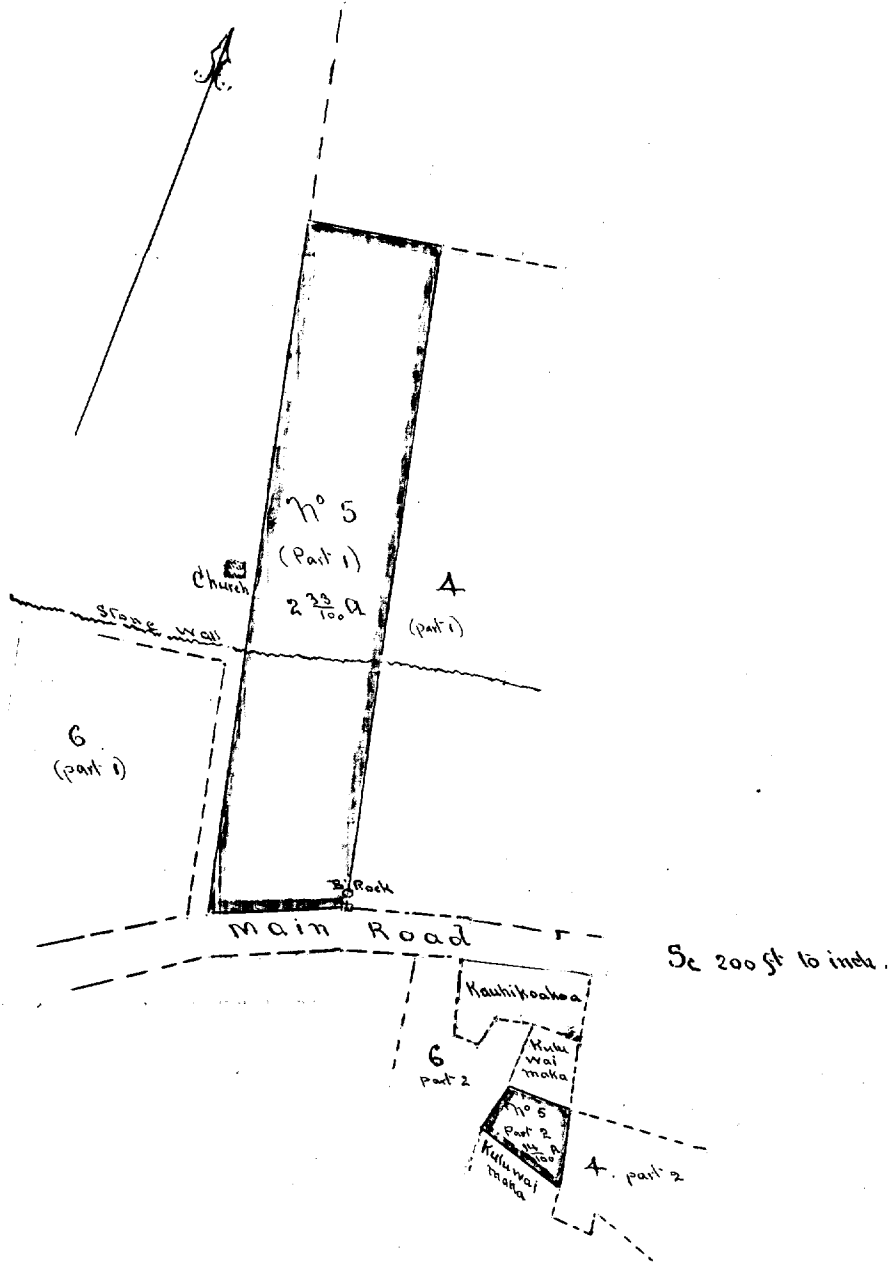 No 5
(Part 1)
2 33/100 A
Church
4
(part 1)
Stone Wall
6
(part 1)
B. Rock
Main Road
Sc 200 ft to inch.
Kauhikoakoa
Kulu
wai
maka
6
part 2
No 5
Part 2
14/100 A
Kuluwai
maka
4. part 2